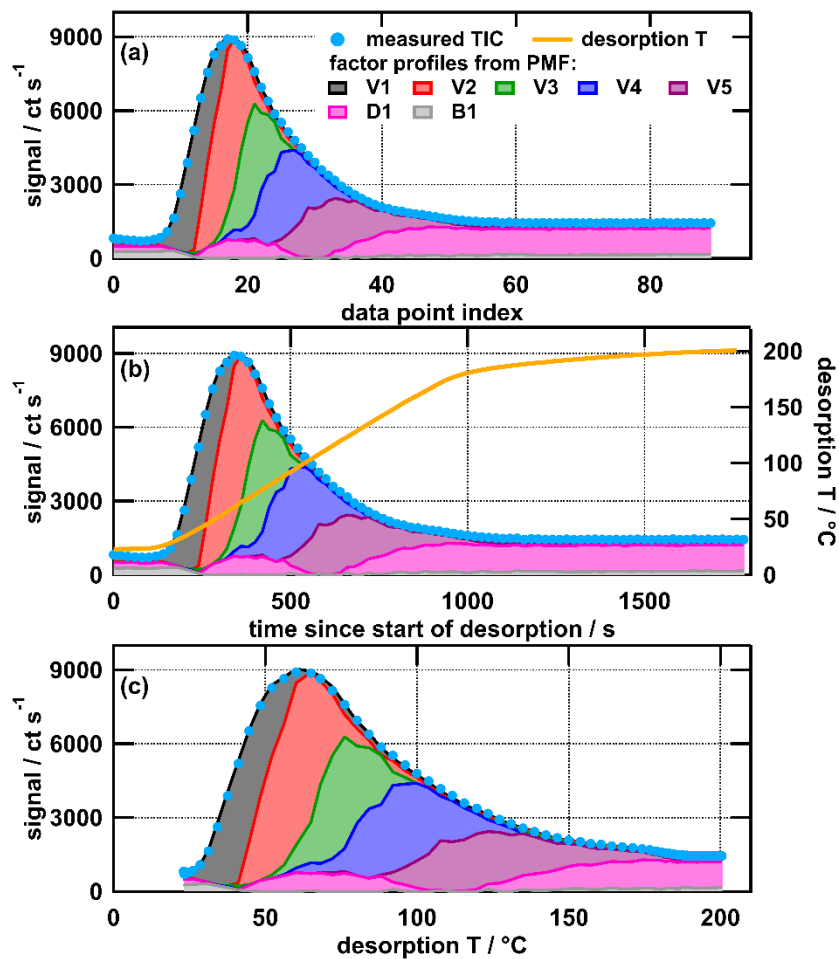 (a)
measured TIC desorption T
factor profiles from PMF:
V1 V2 V3 V4 V5
D1 B1
9000
6000
3000
0
signal / ct s⁻¹
0 20 40 60 80
data point index
(b)
9000
6000
3000
0
signal / ct s⁻¹
200
150
100
50
0
desorption T / °C
0 500 1000 1500
time since start of desorption / s
(c)
9000
6000
3000
0
signal / ct s⁻¹
0 50 100 150 200
desorption T / °C